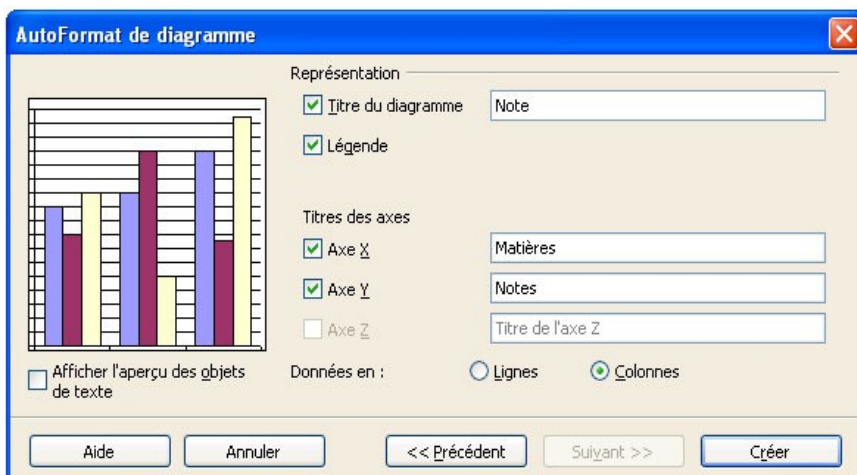 AutoFormat de diagramme
Représentation
Titre du diagramme Note
Légende
Titres des axes
Axe X Matières
Axe Y Notes
Axe Z Titre de l'axe Z
Afficher l'aperçu des objets
de texte
Données en : Lignes Colonnes
Aide Annuler << Précédent Suivant >> Créer